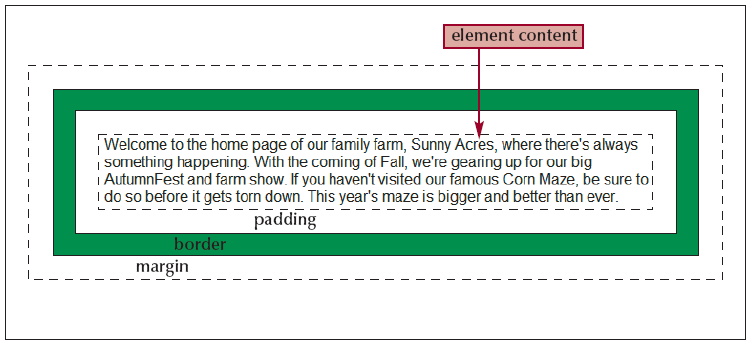 element content
Welcome to the home page of our family farm, Sunny Acres, where there's always
something happening. With the coming of Fall, we're gearing up for our big
AutumnFest and farm show. If you haven't visited our famous Corn Maze, be sure to
do so before it gets torn down. This year's maze is bigger and better than ever.
padding
border
margin